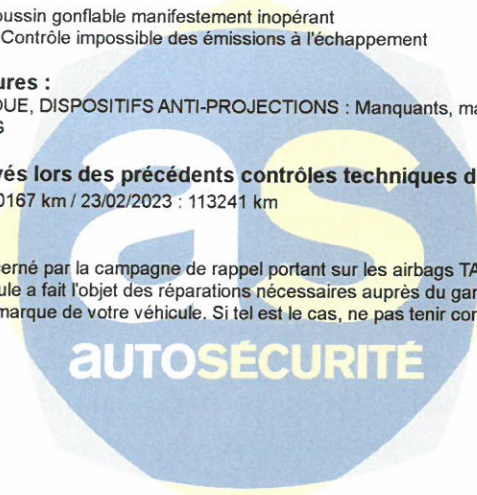 oussin gonflable manifestement inopérant
Contrôle impossible des émissions à l'échappement
ures :
OUE, DISPOSITIFS ANTI-PROJECTIONS : Manquants, ma
G
vés lors des précédents contrôles techniques d
0167 km / 23/02/2023 : 113241 km
erné par la campagne de rappel portant sur les airbags TA
ule a fait l'objet des réparations nécessaires auprès du gar
marque de votre véhicule. Si tel est le cas, ne pas tenir con
as
autosécurité